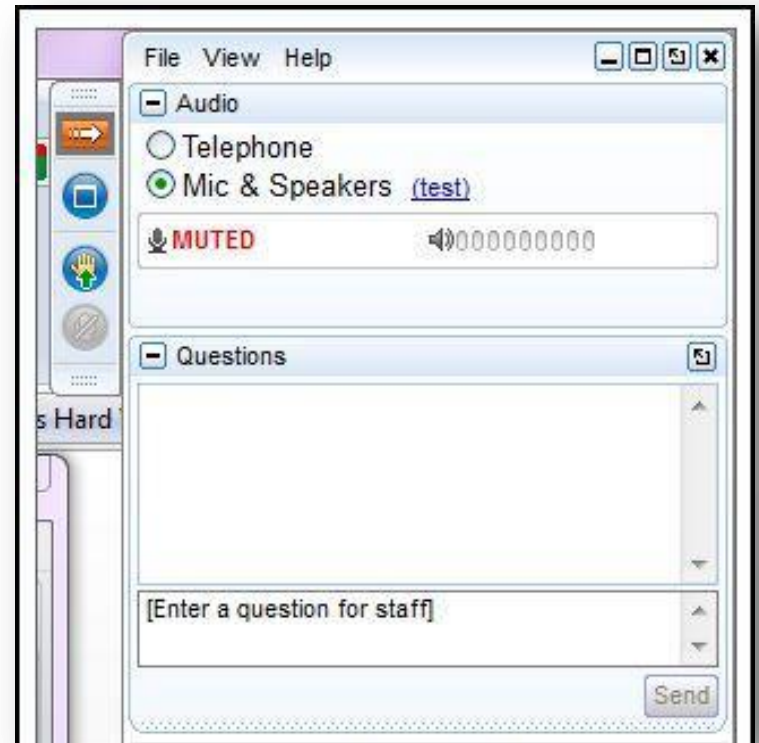 File View Help
Audio
Telephone
Mic & Speakers (test)
MUTED
Questions
s Hard
[Enter a question for staff]
Send